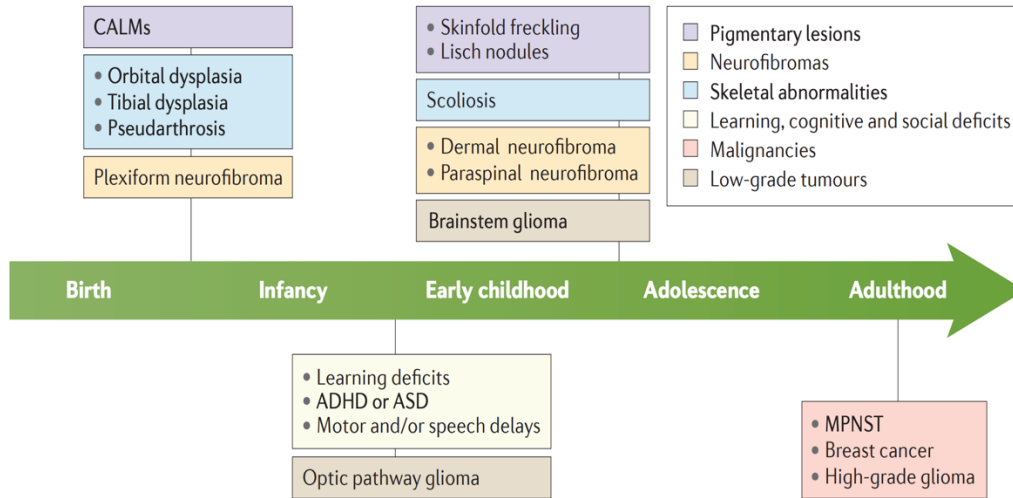 CALMs
• Orbital dysplasia
• Tibial dysplasia
• Pseudarthrosis
Plexiform neurofibroma
• Skinfold freckling
• Lisch nodules
Scoliosis
• Dermal neurofibroma
• Paraspinal neurofibroma
Brainstem glioma
Pigmentary lesions
Neurofibromas
Skeletal abnormalities
Learning, cognitive and social deficits
Malignancies
Low-grade tumours
Birth
Infancy
Early childhood
Adolescence
Adulthood
• Learning deficits
• ADHD or ASD
• Motor and/or speech delays
Optic pathway glioma
• MPNST
• Breast cancer
• High-grade glioma